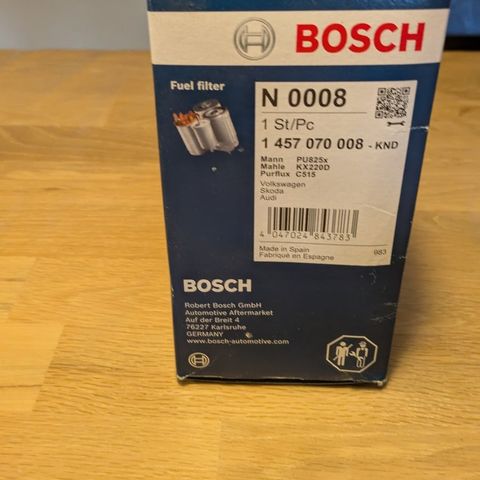 BOSCH
Fuel filter
N 0008
1 St/Pc
1 457 070 008 - KND
Mann PU825x
Mahle KX220D
Purflux C515
Volkswagen
Skoda
Audi
4 047024 843783
Made in Spain
Fabriqué en Espagne
983
BOSCH
Robert Bosch GmbH
Automotive Aftermarket
Auf der Breit 4
76227 Karlsruhe
GERMANY
www.bosch-automotive.com